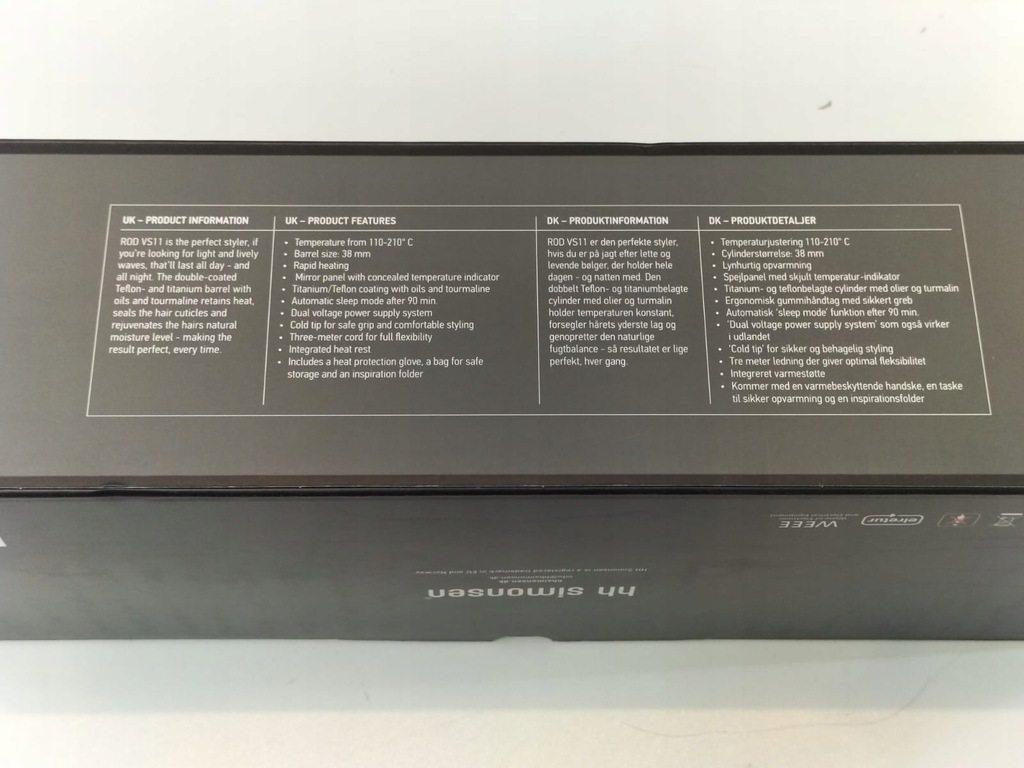 UK – PRODUCT INFORMATION
ROD VS11 is the perfect styler, if
you're looking for light and lively
waves, that'll last all day - and
all night. The double-coated
Teflon- and titanium barrel with
oils and tourmaline retains heat,
seals the hair cuticles and
rejuvenates the hairs natural
moisture level - making the
result perfect, every time.
UK – PRODUCT FEATURES
• Temperature from 110-210° C
• Barrel size: 38 mm
• Rapid heating
• Mirror panel with concealed temperature indicator
• Titanium/Teflon coating with oils and tourmaline
• Automatic sleep mode after 90 min.
• Dual voltage power supply system
• Cold tip for safe grip and comfortable styling
• Three-meter cord for full flexibility
• Integrated heat rest
• Includes a heat protection glove, a bag for safe
storage and an inspiration folder
DK – PRODUKTINFORMATION
ROD VS11 er den perfekte styler,
hvis du er på jagt efter lette og
levende bølger, der holder hele
dagen - og natten med. Den
dobbelt Teflon- og titaniumbelagte
cylinder med olier og turmalin
holder temperaturen konstant,
forsegler hårets yderste lag og
genopretter den naturlige
fugtbalance - så resultatet er lige
perfekt, hver gang.
DK – PRODUKTDETALJER
• Temperaturjustering 110-210° C
• Cylinderstørrelse: 38 mm
• Lynhurtig opvarmning
• Spejlpanel med skjult temperatur-indikator
• Titanium- og teflonbelagte cylinder med olier og turmalin
• Ergonomisk gummihåndtag med sikkert greb
• Automatisk 'sleep mode' funktion efter 90 min.
• 'Dual voltage power supply system' som også virker
i udlandet
• 'Cold tip' for sikker og behagelig styling
• Tre meter ledning der giver optimal fleksibilitet
• Integreret varmestøtte
• Kommer med en varmebeskyttende handske, en taske
til sikker opvarmning og en inspirationsfolder
elretur
WEEE
HH Simonsen is a registered trademark in EU and Norway
hh simonsen